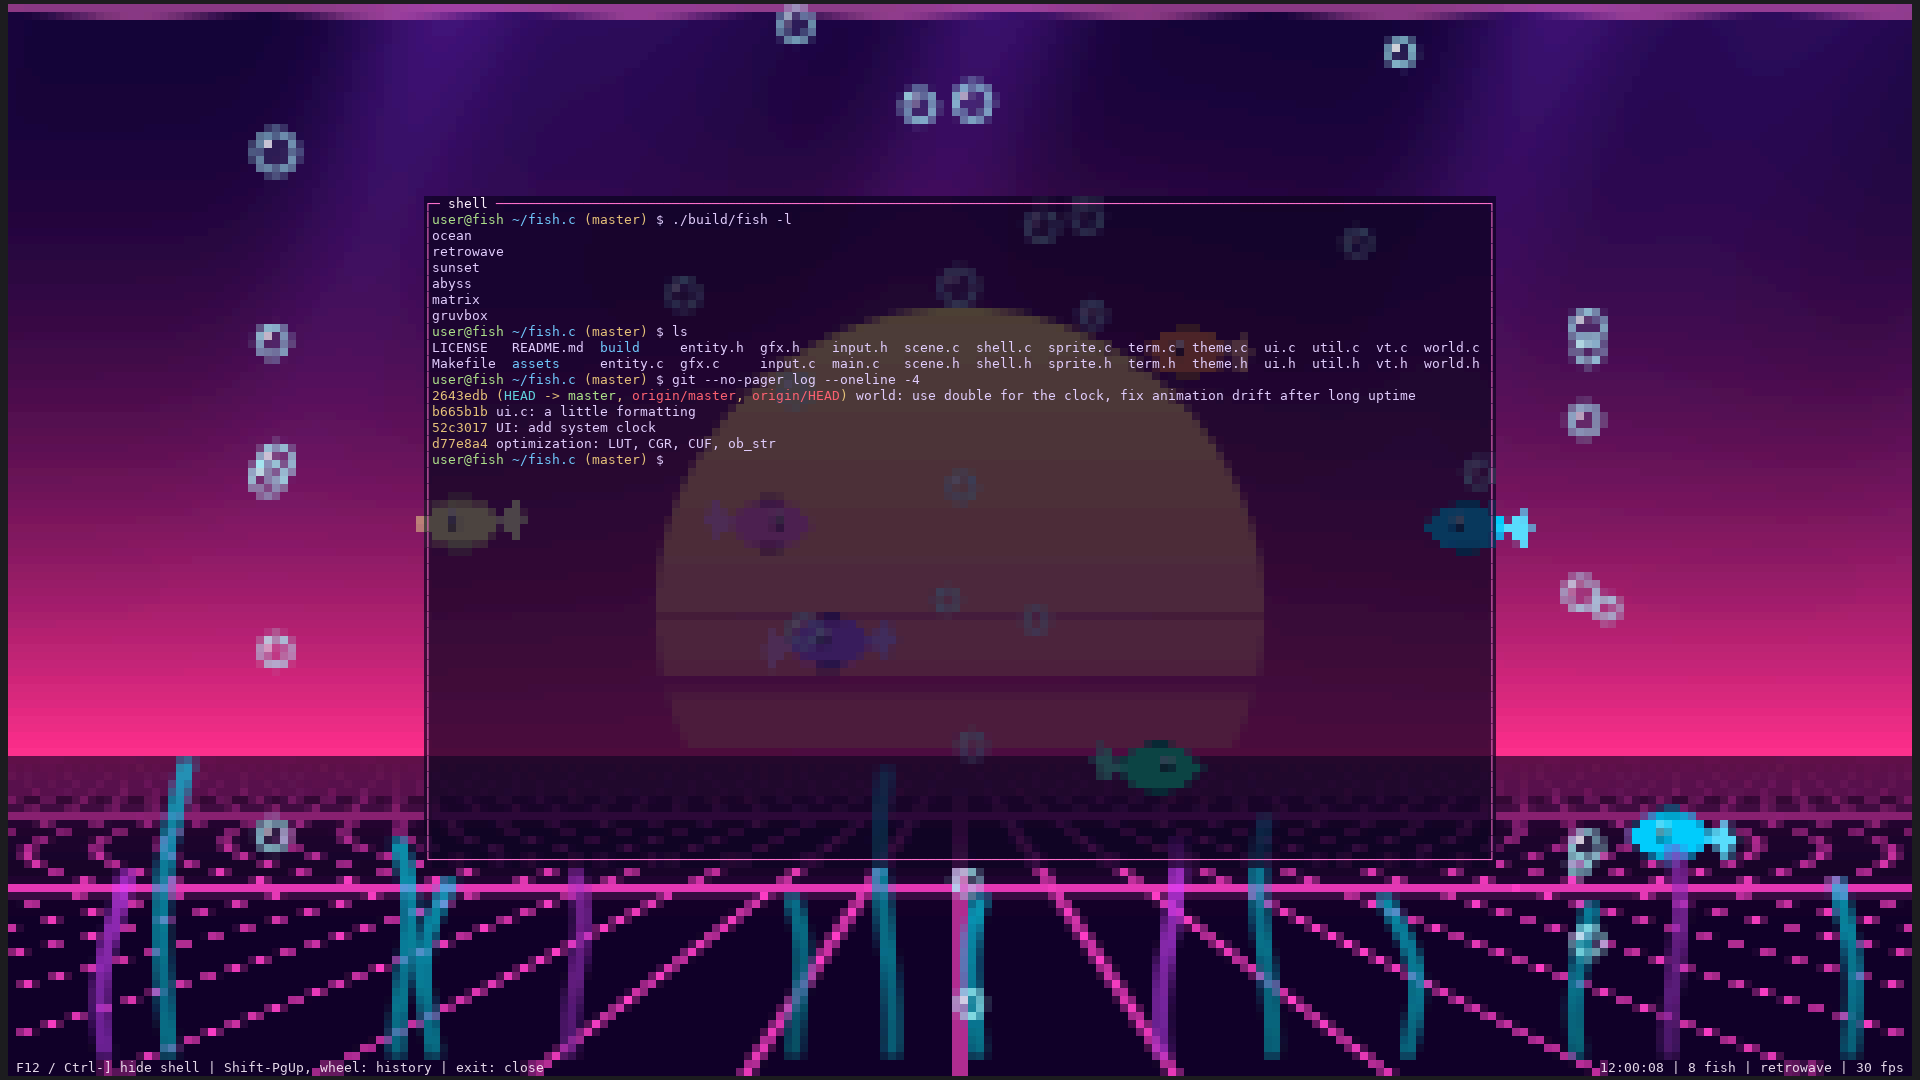 shell
user@fish ~/fish.c (master) $ ./build/fish -l
ocean
retrowave
sunset
abyss
matrix
gruvbox
user@fish ~/fish.c (master) $ ls
LICENSE   README.md  build     entity.h  gfx.h    input.h  scene.c  shell.c  sprite.c  term.c  theme.c  ui.c  util.c  vt.c  world.c
Makefile  assets     entity.c  gfx.c     input.c  main.c   scene.h  shell.h  sprite.h  term.h  theme.h  ui.h  util.h  vt.h  world.h
user@fish ~/fish.c (master) $ git --no-pager log --oneline -4
2643edb (HEAD -> master, origin/master, origin/HEAD) world: use double for the clock, fix animation drift after long uptime
b665b1b ui.c: a little formatting
52c3017 UI: add system clock
d77e8a4 optimization: LUT, CGR, CUF, ob_str
user@fish ~/fish.c (master) $
F12 / Ctrl-] hide shell | Shift-PgUp, wheel: history | exit: close
12:00:08 | 8 fish | retrowave | 30 fps